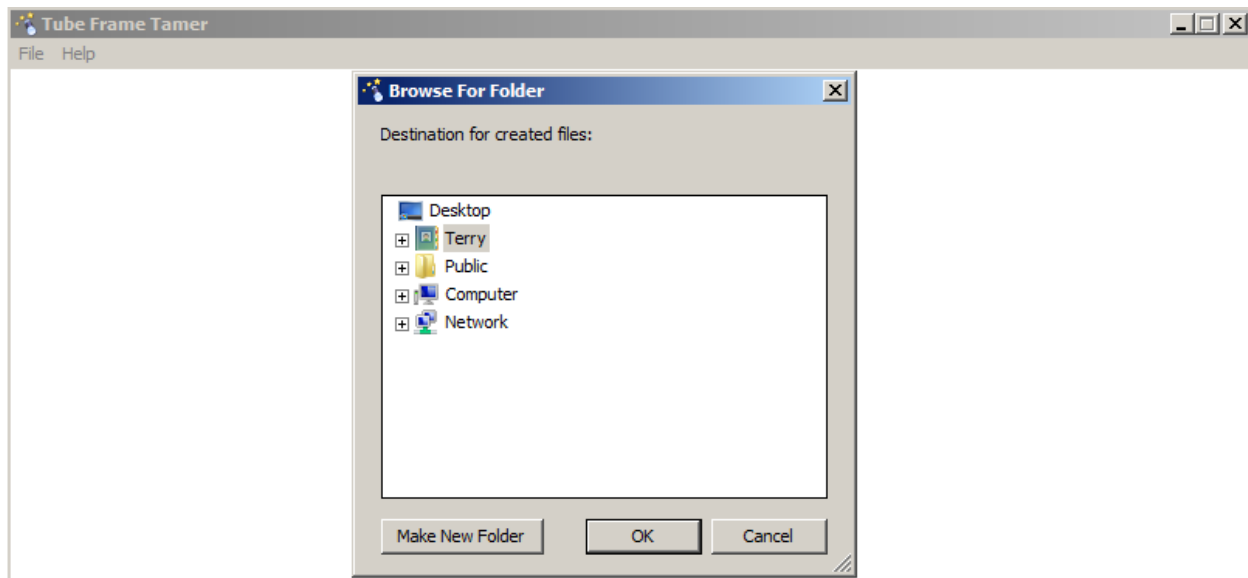 Tube Frame Tamer
File Help
Browse For Folder
Destination for created files:
Desktop
Terry
Public
Computer
Network
Make New Folder OK Cancel